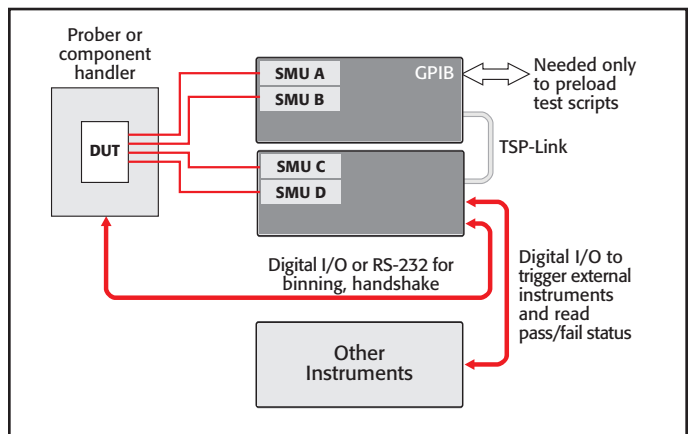 Prober or
component
handler
DUT
SMU A
SMU B
GPIB
Needed only
to preload
test scripts
TSP-Link
SMU C
SMU D
Digital I/O or RS-232 for
binning, handshake
Digital I/O to
trigger external
instruments
and read
pass/fail status
Other
Instruments